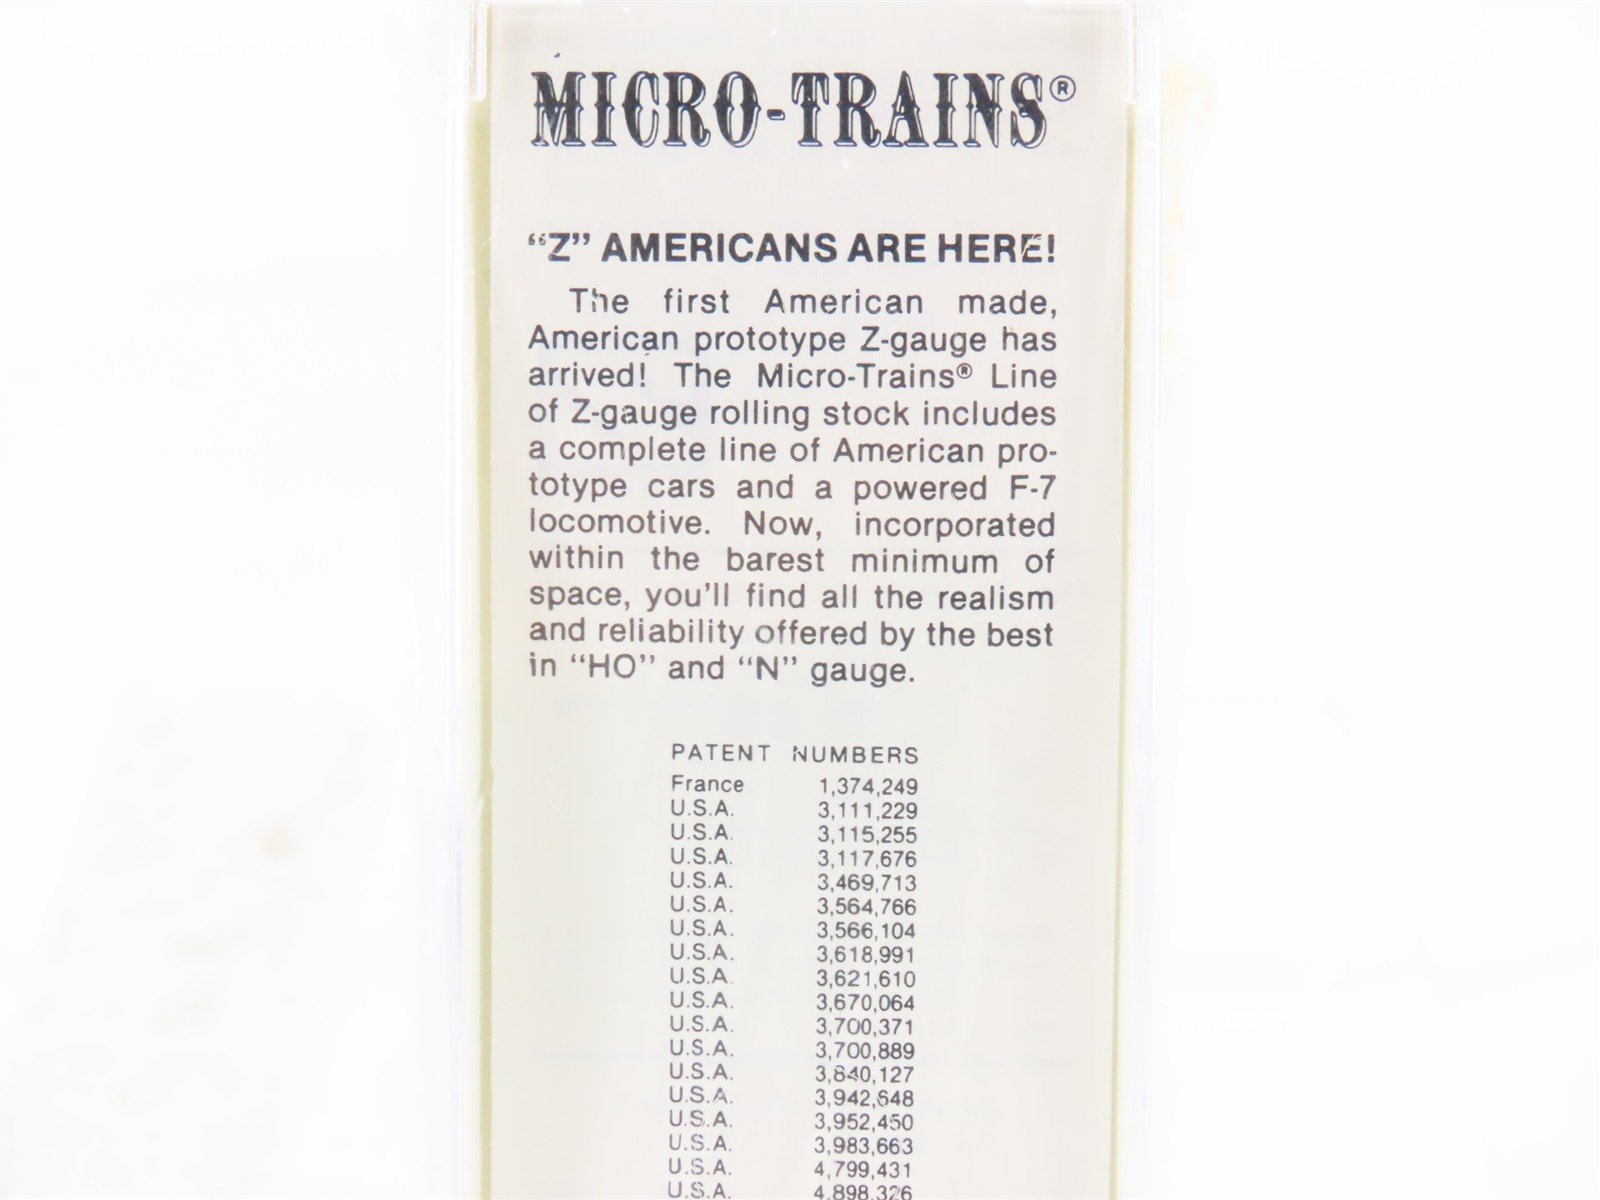 MICRO-TRAINS®
“Z” AMERICANS ARE HERE!
The first American made,
American prototype Z-gauge has
arrived! The Micro-Trains® Line
of Z-gauge rolling stock includes
a complete line of American pro-
totype cars and a powered F-7
locomotive. Now, incorporated
within the barest minimum of
space, you'll find all the realism
and reliability offered by the best
in “HO” and “N” gauge.
PATENT NUMBERS
France 1,374,249
U.S.A. 3,111,229
U.S.A. 3,115,255
U.S.A. 3,117,676
U.S.A. 3,469,713
U.S.A. 3,564,766
U.S.A. 3,566,104
U.S.A. 3,618,991
U.S.A. 3,621,610
U.S.A. 3,670,064
U.S.A. 3,700,371
U.S.A. 3,700,889
U.S.A. 3,840,127
U.S.A. 3,942,648
U.S.A. 3,952,450
U.S.A. 3,983,663
U.S.A. 4,799,431
U.S.A. 4,898,326